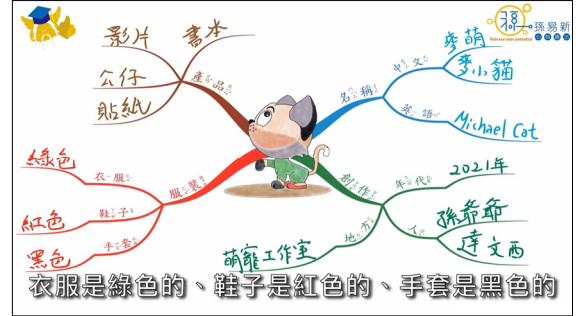 孫易新
Release your potential
心智圖法
影片
書本
公仔
貼紙
產品
名稱
中文
麥萌
麥小貓
英語
Michael Cat
綠色
衣服
紅色
鞋子
黑色
手套
服裝
創作
年代
2021年
人
孫爺爺
達文西
地方
萌寵工作室
衣服是綠色的、鞋子是紅色的、手套是黑色的